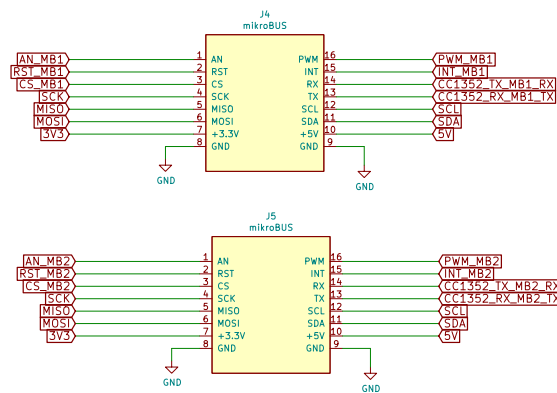 J4
mikroBUS
AN_MB1 1 AN PWM 16 PWM_MB1
RST_MB1 2 RST INT 15 INT_MB1
CS_MB1 3 CS RX 14 CC1352_TX_MB1_RX
SCK 4 SCK TX 13 CC1352_RX_MB1_TX
MISO 5 MISO SCL 12 SCL
MOSI 6 MOSI SDA 11 SDA
3V3 7 +3.3V +5V 10 5V
8 GND GND 9
GND GND
J5
mikroBUS
AN_MB2 1 AN PWM 16 PWM_MB2
RST_MB2 2 RST INT 15 INT_MB2
CS_MB2 3 CS RX 14 CC1352_TX_MB2_RX
SCK 4 SCK TX 13 CC1352_RX_MB2_TX
MISO 5 MISO SCL 12 SCL
MOSI 6 MOSI SDA 11 SDA
3V3 7 +3.3V +5V 10 5V
8 GND GND 9
GND GND